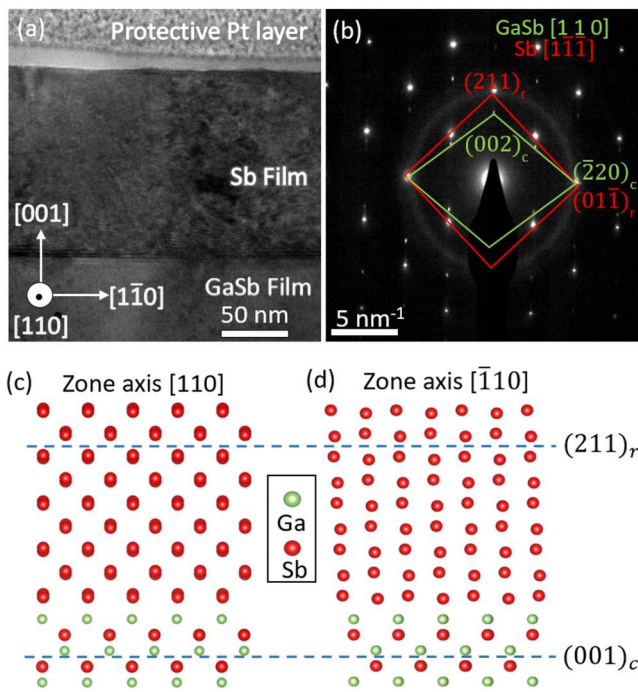 (a)
Protective Pt layer
Sb Film
[001]
[11̄0]
[110]
GaSb Film
50 nm
(b)
GaSb [1 1 0]
Sb [11̄1̄]
(211)r
(002)c
(2̄20)c
(011̄)r
5 nm⁻¹
(c)
Zone axis [110]
(d)
Zone axis [1̄10]
(211)r
Ga
Sb
(001)c